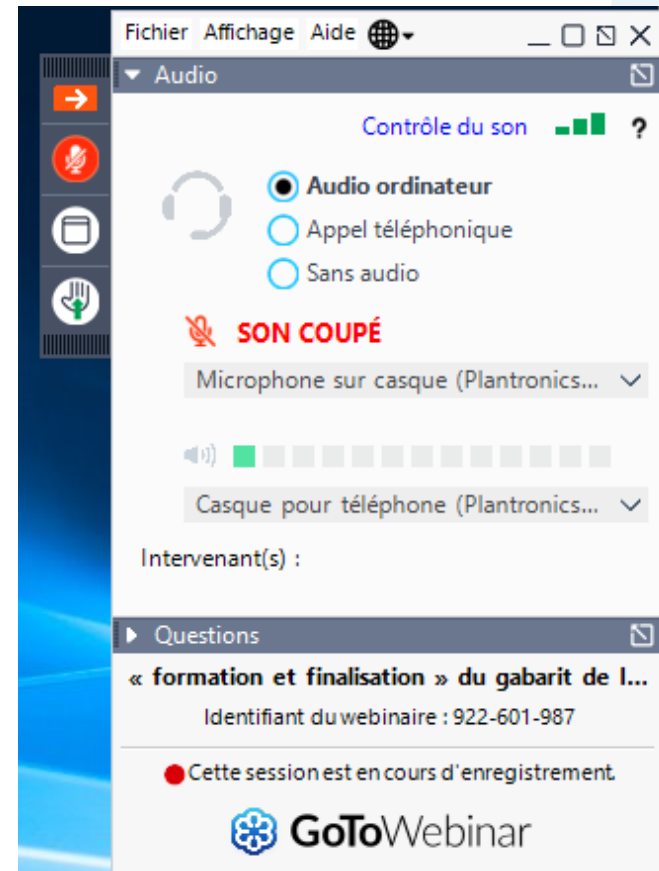 Fichier Affichage Aide
Audio
Contrôle du son ?
Audio ordinateur
Appel téléphonique
Sans audio
SON COUPÉ
Microphone sur casque (Plantronics...
Casque pour téléphone (Plantronics...
Intervenant(s) :
Questions
« formation et finalisation » du gabarit de l...
Identifiant du webinaire : 922-601-987
Cette session est en cours d'enregistrement.
GoToWebinar